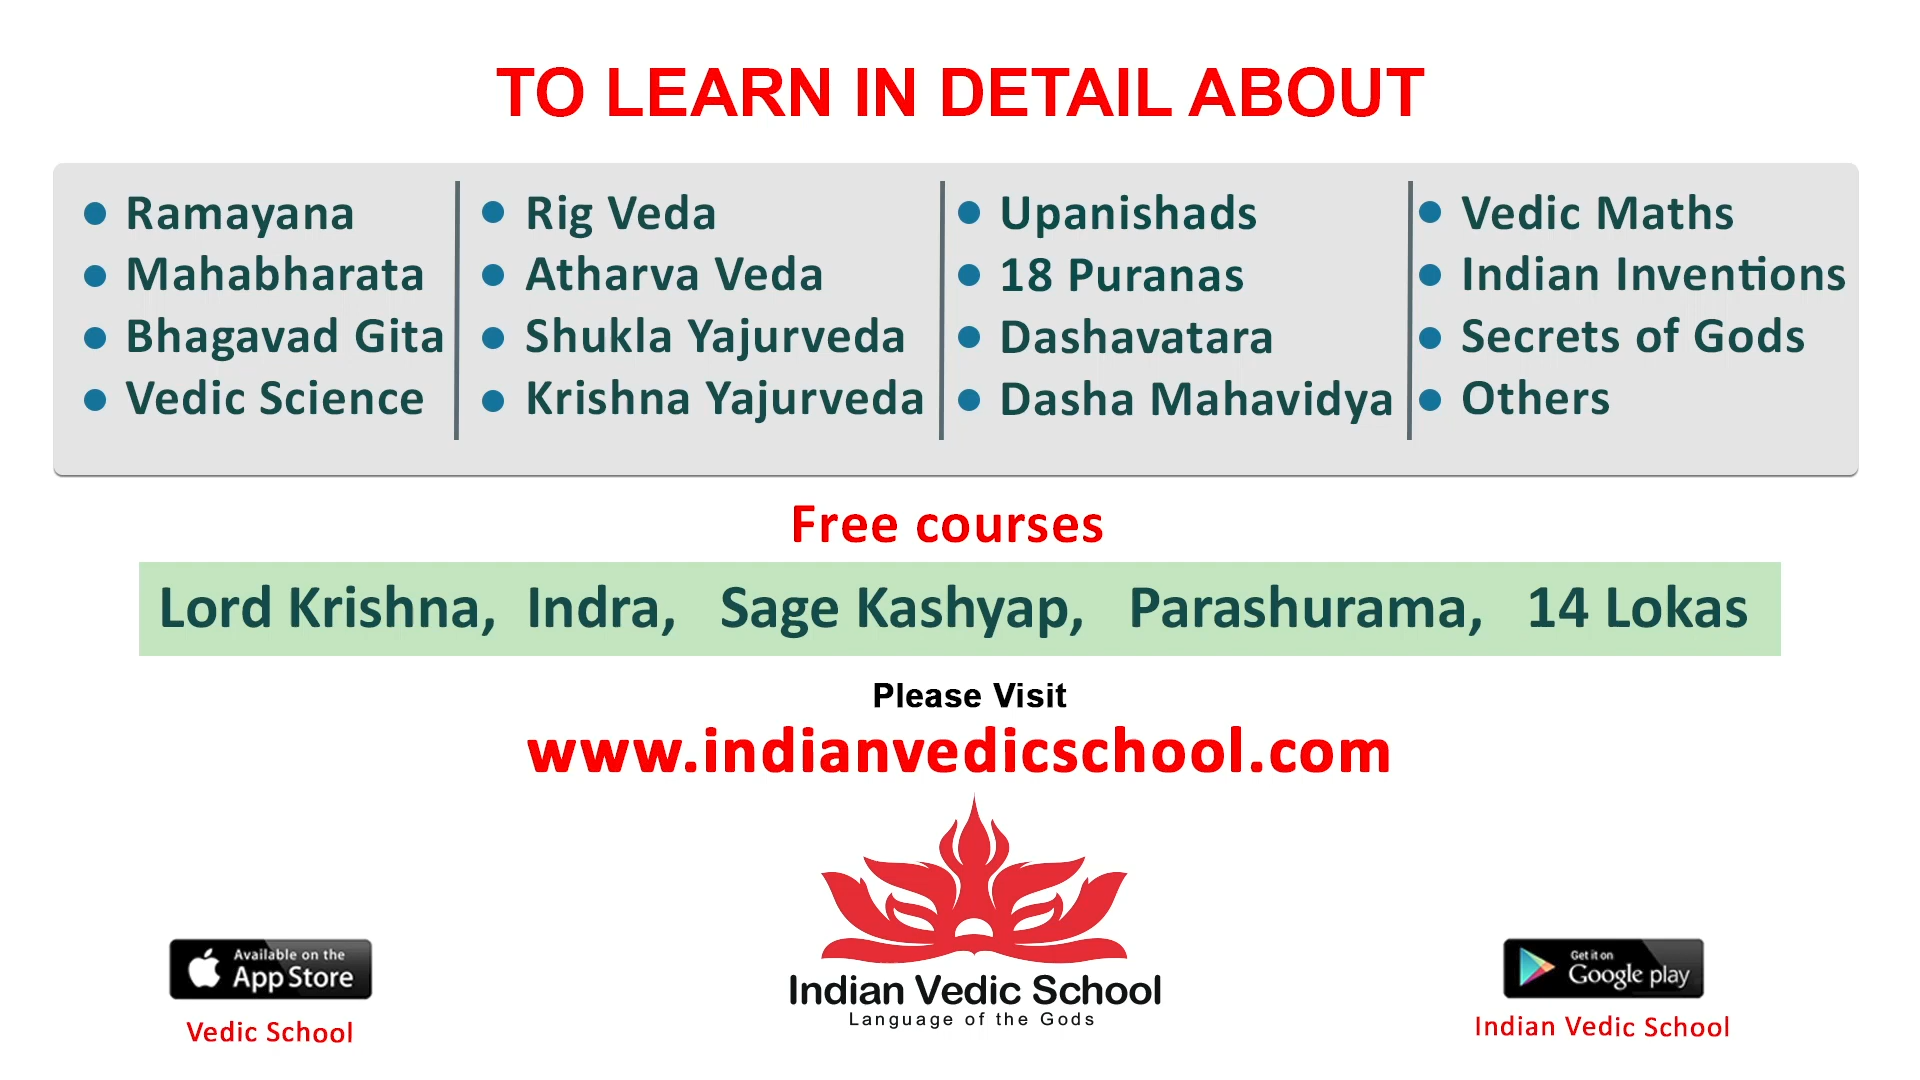 TO LEARN IN DETAIL ABOUT
Ramayana
Mahabharata
Bhagavad Gita
Vedic Science
Rig Veda
Atharva Veda
Shukla Yajurveda
Krishna Yajurveda
Upanishads
18 Puranas
Dashavatara
Dasha Mahavidya
Vedic Maths
Indian Inventions
Secrets of Gods
Others
Free courses
Lord Krishna, Indra, Sage Kashyap, Parashurama, 14 Lokas
Please Visit
www.indianvedicschool.com
Indian Vedic School
Language of the Gods
Available on the
App Store
Vedic School
Get it on
Google play
Indian Vedic School